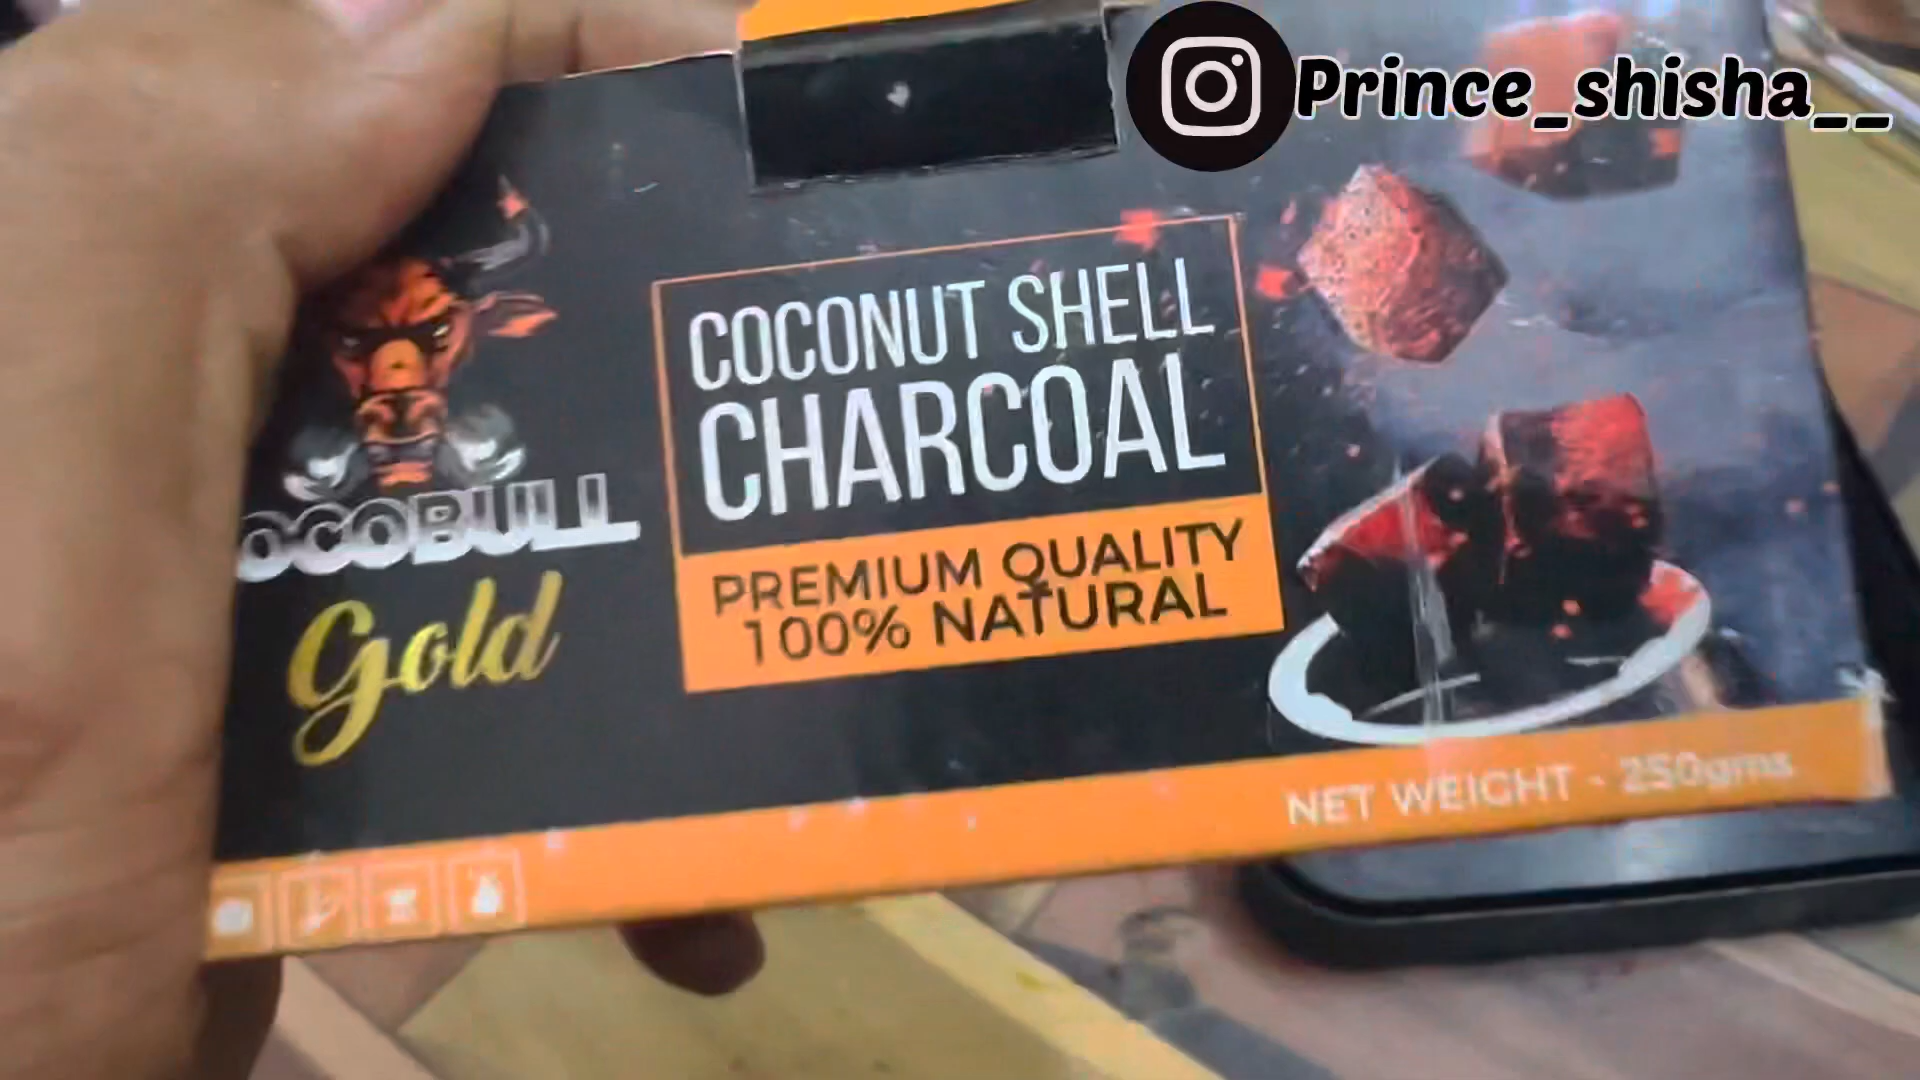 Prince_shisha__
COCONUT SHELL
CHARCOAL
OCOBULL
Gold
PREMIUM QUALITY
100% NATURAL
NET WEIGHT - 250gms